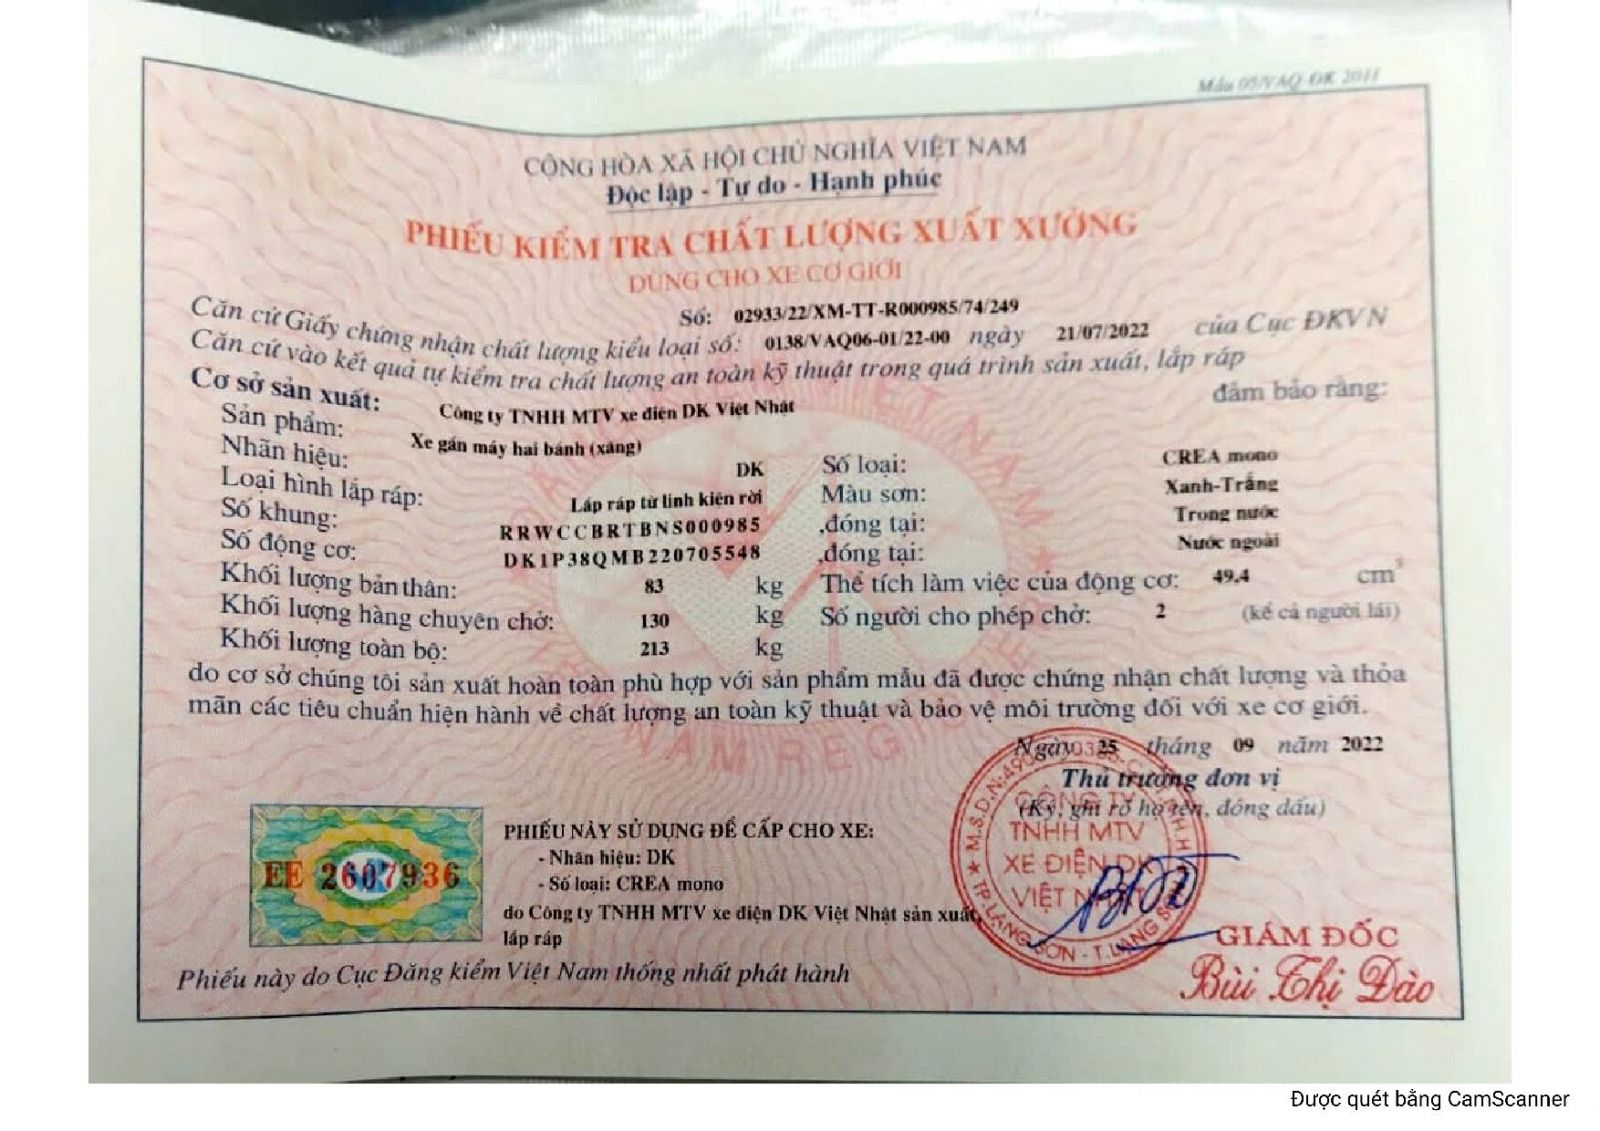 Mẫu 05/VAQ-ĐK 2011
CỘNG HÒA XÃ HỘI CHỦ NGHĨA VIỆT NAM
Độc lập - Tự do - Hạnh phúc
PHIẾU KIỂM TRA CHẤT LƯỢNG XUẤT XƯỞNG
DÙNG CHO XE CƠ GIỚI
Số: 02933/22/XM-TT-R000985/74/249
Căn cứ Giấy chứng nhận chất lượng kiểu loại số: 0138/VAQ06-01/22-00 ngày 21/07/2022 của Cục ĐKVN
Căn cứ vào kết quả tự kiểm tra chất lượng an toàn kỹ thuật trong quá trình sản xuất, lắp ráp
Cơ sở sản xuất: Công ty TNHH MTV xe điện DK Việt Nhật đảm bảo rằng:
Sản phẩm: Xe gắn máy hai bánh (xăng)
Nhãn hiệu: DK Số loại: CREA mono
Loại hình lắp ráp: Lắp ráp từ linh kiện rời Màu sơn: Xanh-Trắng
Số khung: RRWCCBRTBNS000985 ,đóng tại: Trong nước
Số động cơ: DK1P38QMB220705548 ,đóng tại: Nước ngoài
Khối lượng bản thân: 83 kg Thể tích làm việc của động cơ: 49.4 cm³
Khối lượng hàng chuyên chở: 130 kg Số người cho phép chở: 2 (kể cả người lái)
Khối lượng toàn bộ: 213 kg
do cơ sở chúng tôi sản xuất hoàn toàn phù hợp với sản phẩm mẫu đã được chứng nhận chất lượng và thỏa
mãn các tiêu chuẩn hiện hành về chất lượng an toàn kỹ thuật và bảo vệ môi trường đối với xe cơ giới.
Ngày 25 tháng 09 năm 2022
Thủ trưởng đơn vị
(Ký, ghi rõ họ tên, đóng dấu)
CÔNG TY
TNHH MTV
XE ĐIỆN DK
VIỆT NHẬT
TP.LẠNG SƠN - T.LẠNG SƠN
EE 2607936
PHIẾU NÀY SỬ DỤNG ĐỂ CẤP CHO XE:
- Nhãn hiệu: DK
- Số loại: CREA mono
do Công ty TNHH MTV xe điện DK Việt Nhật sản xuất,
lắp ráp
GIÁM ĐỐC
Bùi Thị Đào
Phiếu này do Cục Đăng kiểm Việt Nam thống nhất phát hành
Được quét bằng CamScanner